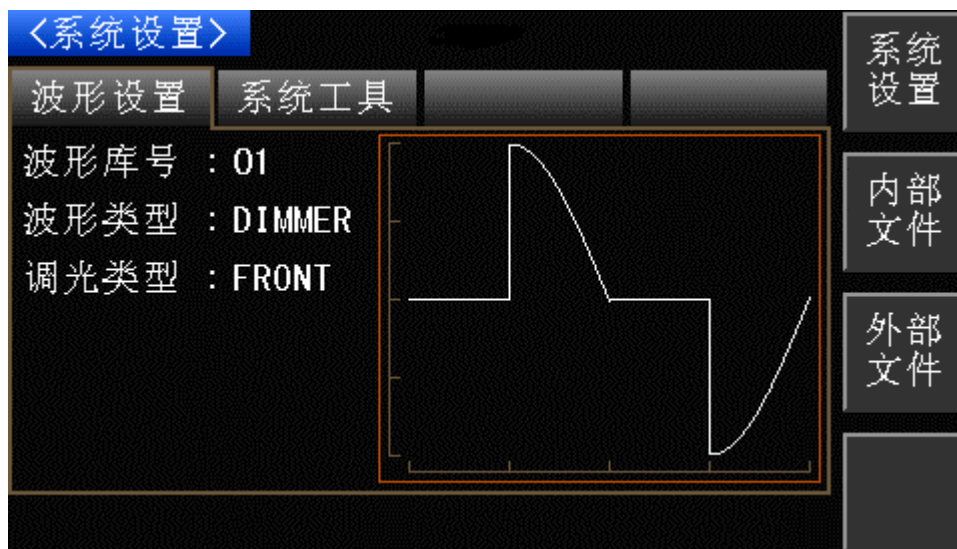 <系统设置>
波形设置 系统工具
波形库号 : 01
波形类型 : DIMMER
调光类型 : FRONT
系统
设置
内部
文件
外部
文件